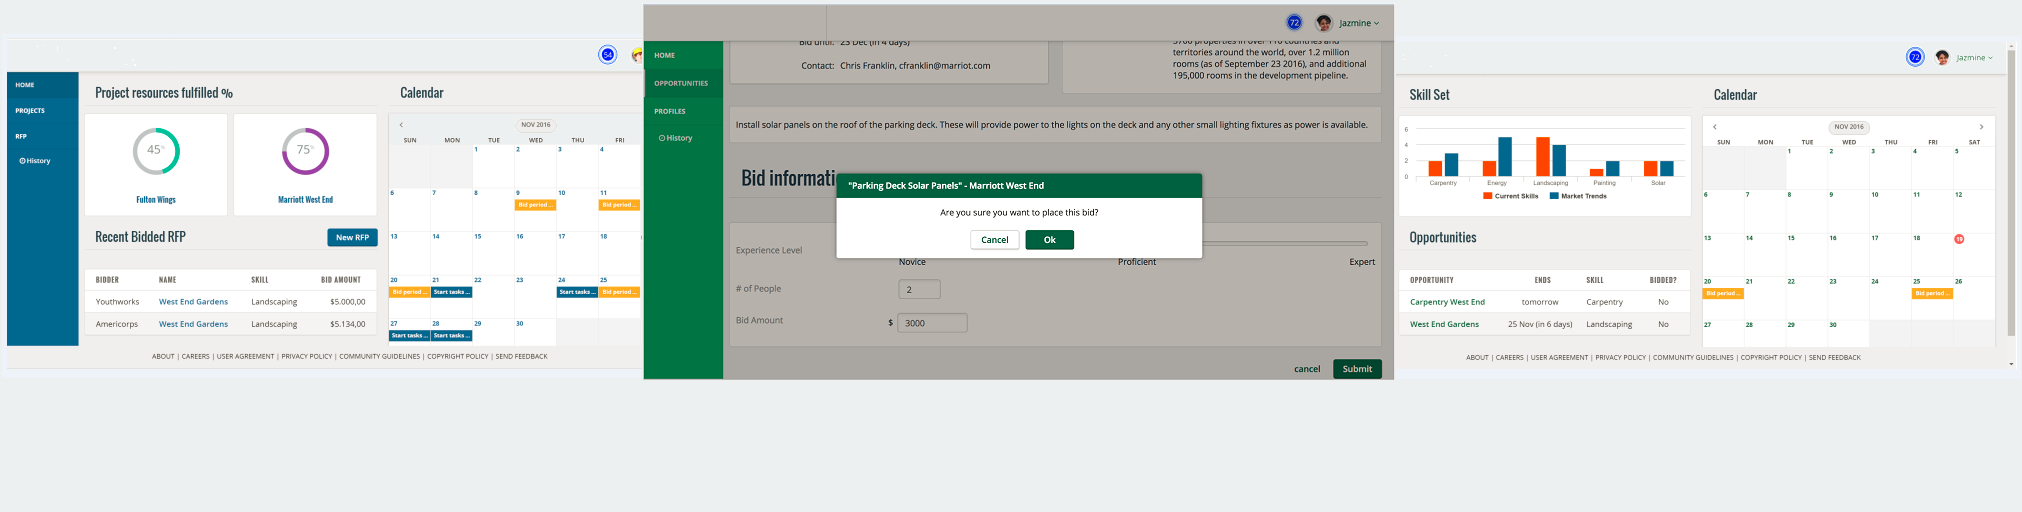 54
HOME
PROJECTS
RFP
History
Project resources fulfilled %
45%
Fulton Wings
75%
Marriott West End
Recent Bidded RFP
New RFP
BIDDER NAME SKILL BID AMOUNT
Youthworks West End Gardens Landscaping $5.000,00
Americorps West End Gardens Landscaping $5.134,00
Calendar
NOV 2016
SUN MON TUE WED THU FRI
1 2 3 4
6 7 8 9 10 11
Bid period ... Bid period ...
13 14 15 16 17 18
20 21 22 23 24 25
Bid period ... Start tasks ... Start tasks ... Bid period ...
27 28 29 30
Start tasks ... Start tasks ...
ABOUT | CAREERS | USER AGREEMENT | PRIVACY POLICY | COMMUNITY GUIDELINES | COPYRIGHT POLICY | SEND FEEDBACK
72 Jazmine
HOME
OPPORTUNITIES
PROFILES
History
Bid until: 23 Dec (in 4 days)
Contact: Chris Franklin, cfranklin@marriot.com
5700 properties in over 110 countries and
territories around the world, over 1.2 million
rooms (as of September 23 2016), and additional
195,000 rooms in the development pipeline.
Install solar panels on the roof of the parking deck. These will provide power to the lights on the deck and any other small lighting fixtures as power is available.
Bid informati
"Parking Deck Solar Panels" - Marriott West End
Are you sure you want to place this bid?
Cancel Ok
Experience Level
Novice Proficient Expert
# of People 2
Bid Amount $ 3000
cancel Submit
72 Jazmine
Skill Set
6
4
2
0
Carpentry Energy Landscaping Painting Solar
Current Skills Market Trends
Opportunities
OPPORTUNITY ENDS SKILL BIDDED?
Carpentry West End tomorrow Carpentry No
West End Gardens 25 Nov (in 6 days) Landscaping No
Calendar
NOV 2016
SUN MON TUE WED THU FRI SAT
1 2 3 4 5
6 7 8 9 10 11 12
13 14 15 16 17 18 19
20 21 22 23 24 25 26
Bid period ... Bid period ...
27 28 29 30
ABOUT | CAREERS | USER AGREEMENT | PRIVACY POLICY | COMMUNITY GUIDELINES | COPYRIGHT POLICY | SEND FEEDBACK